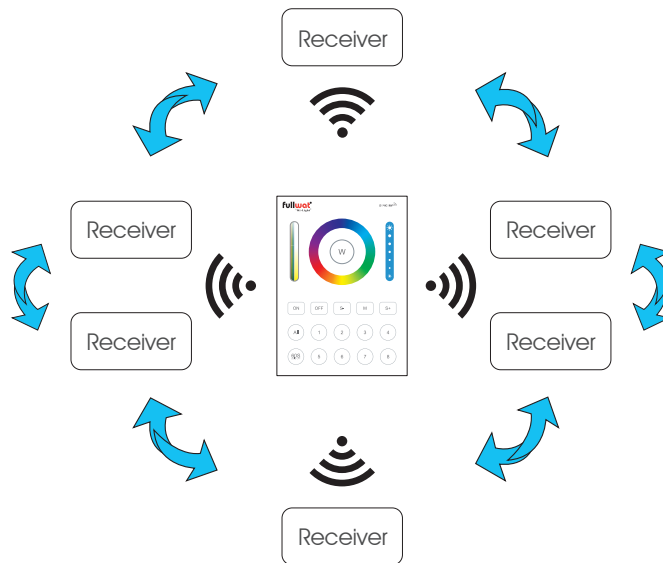 Receiver
fullwat
Receiver
Receiver
W
ON OFF S- M S+
Receiver
Receiver
All 1 2 3 4
5 6 7 8
Receiver